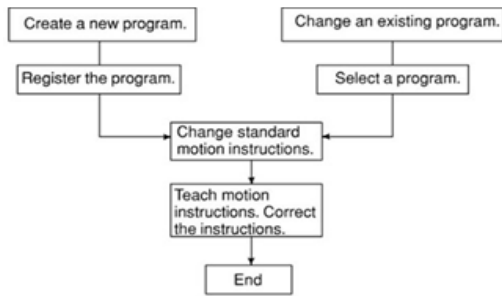 Create a new program.
Change an existing program.
Register the program.
Select a program.
Change standard
motion instructions.
Teach motion
instructions. Correct
the instructions.
End